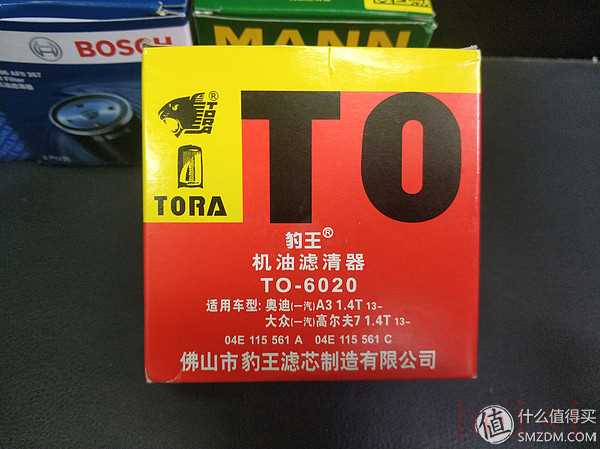 BOSCH
MANN
TORA
®
TORA
TO
豹王®
机油滤清器
TO-6020
适用车型: 奥迪(一汽)A3 1.4T 13-
大众(一汽)高尔夫7 1.4T 13-
04E 115 561 A 04E 115 561 C
佛山市豹王滤芯制造有限公司
值 什么值得买
SMZDM.COM